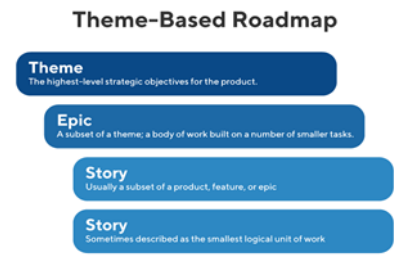 Theme-Based Roadmap
Theme
The highest-level strategic objectives for the product.
Epic
A subset of a theme; a body of work built on a number of smaller tasks.
Story
Usually a subset of a product, feature, or epic
Story
Sometimes described as the smallest logical unit of work